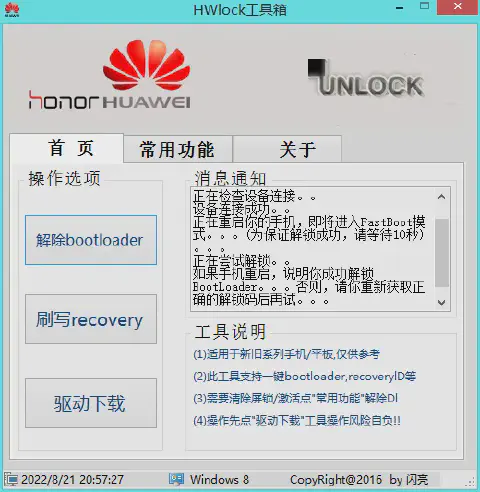 HWlock工具箱
honor HUAWEI
UNLOCK
首 页
常用功能
关于
操作选项
解除bootloader
刷写recovery
驱动下载
消息通知
正在检查设备连接。。
设备连接成功。。
正在重启你的手机，即将进入FastBoot模
式。。。(为保证解锁成功，请等待10秒)
。。。
正在尝试解锁。。
如果手机重启，说明你成功解锁
BootLoader。。。否则，请你重新获取正
确的解锁码后再试。。。
工具说明
(1)适用于新旧系列手机/平板,仅供参考
(2)此工具支持一键bootloader,recoverylD等
(3)需要清除屏锁/激活点"常用功能"解除Dl
(4)操作先点"驱动下载"工具操作风险自负!!
2022/8/21 20:57:27
Windows 8
CopyRight@2016 by 闪亮